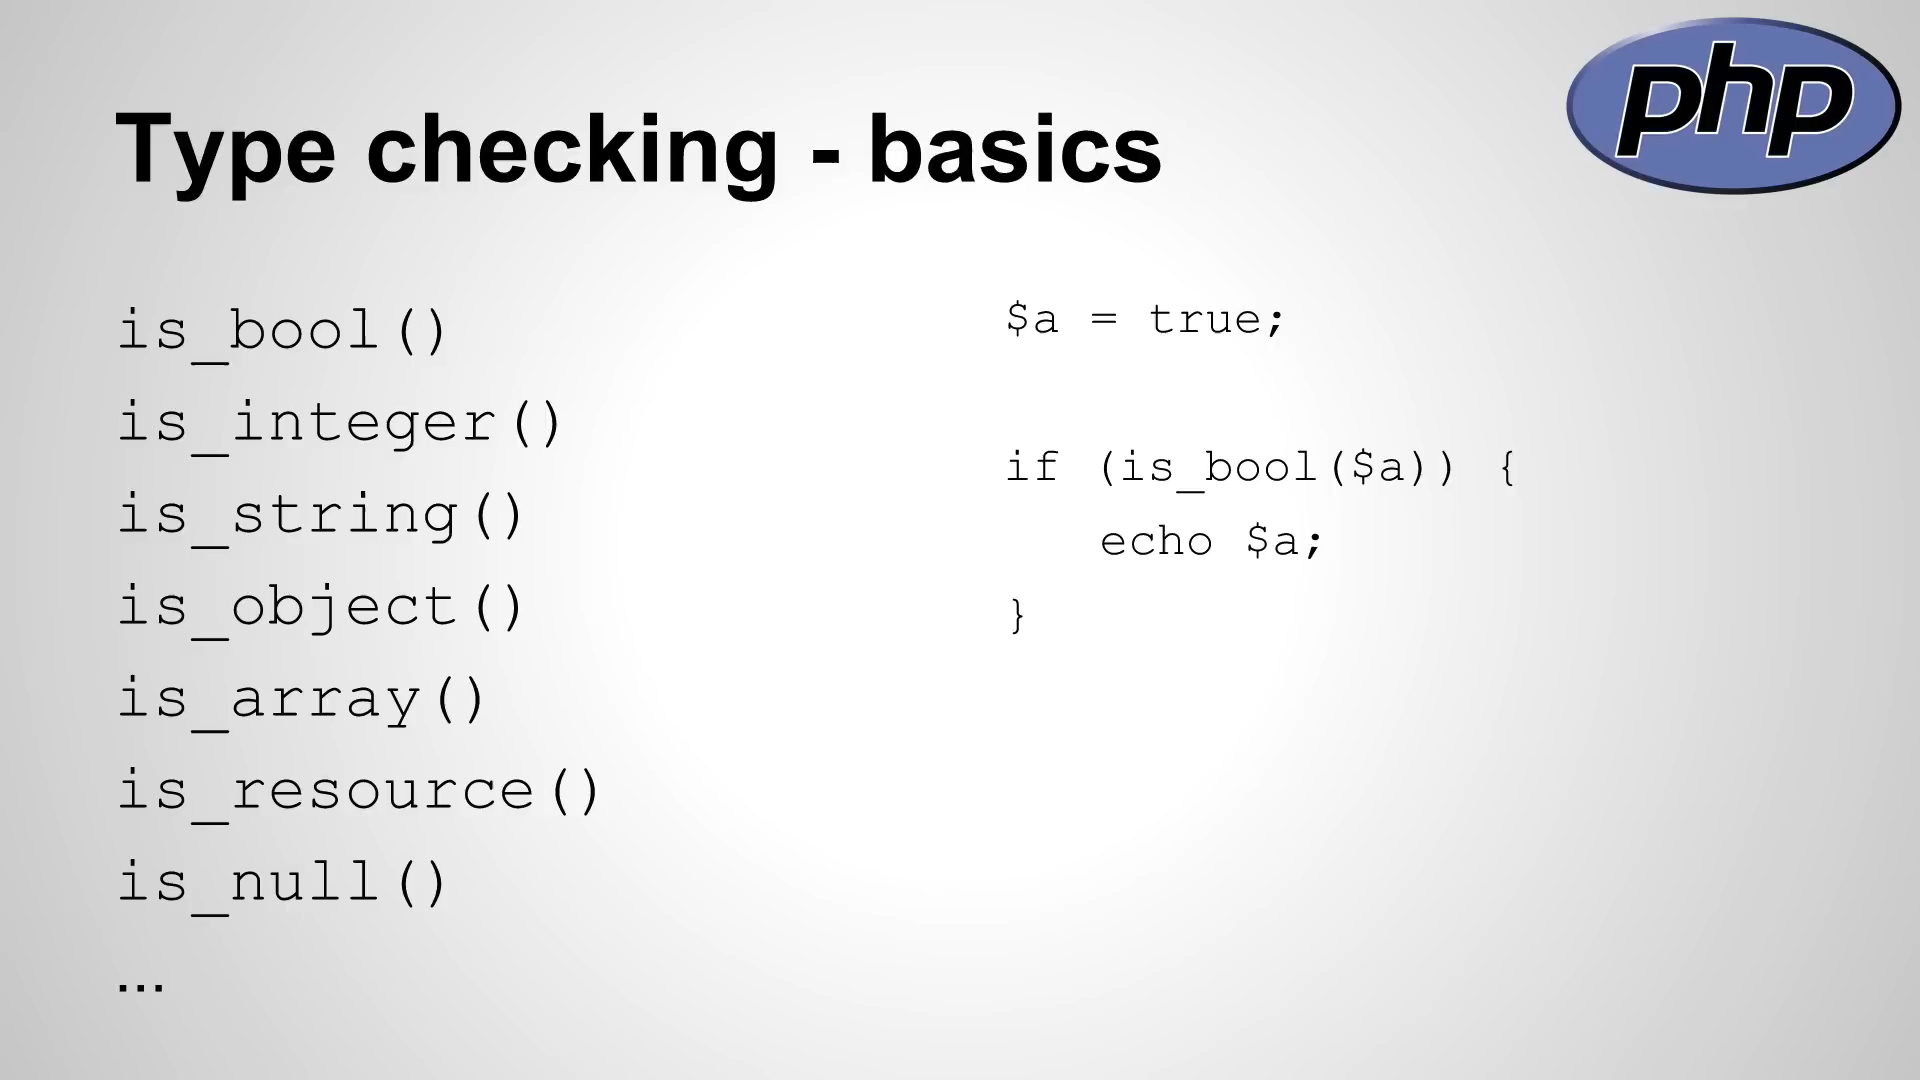 php
Type checking - basics
is_bool()
is_integer()
is_string()
is_object()
is_array()
is_resource()
is_null()
...
$a = true;
if (is_bool($a)) {
    echo $a;
}